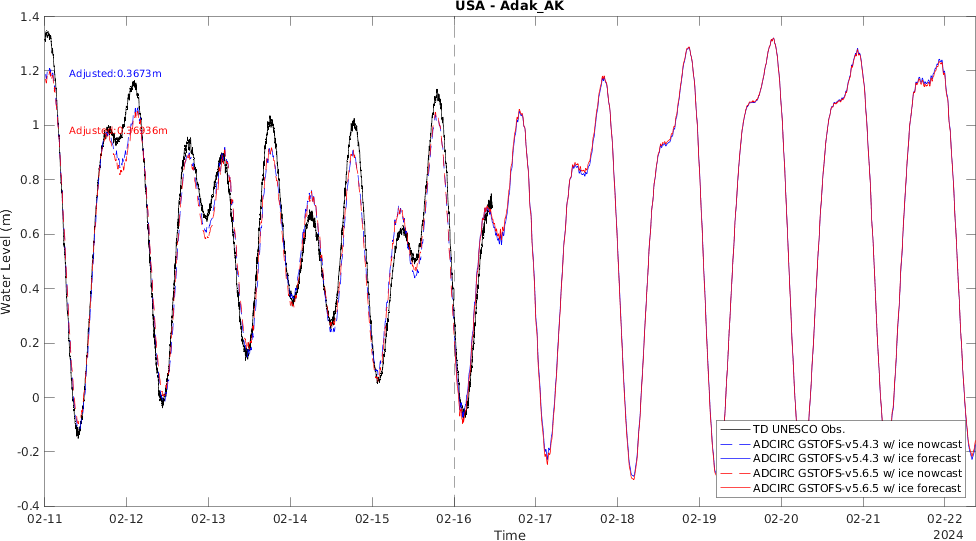 USA - Adak_AK
1.4
1.2
1
0.8
0.6
0.4
0.2
0
-0.2
-0.4
Water Level (m)
Adjusted:0.3673m
Adjusted:0.36936m
TD UNESCO Obs.
ADCIRC GSTOFS-v5.4.3 w/ ice nowcast
ADCIRC GSTOFS-v5.4.3 w/ ice forecast
ADCIRC GSTOFS-v5.6.5 w/ ice nowcast
ADCIRC GSTOFS-v5.6.5 w/ ice forecast
02-11 02-12 02-13 02-14 02-15 02-16 02-17 02-18 02-19 02-20 02-21 02-22
Time
2024